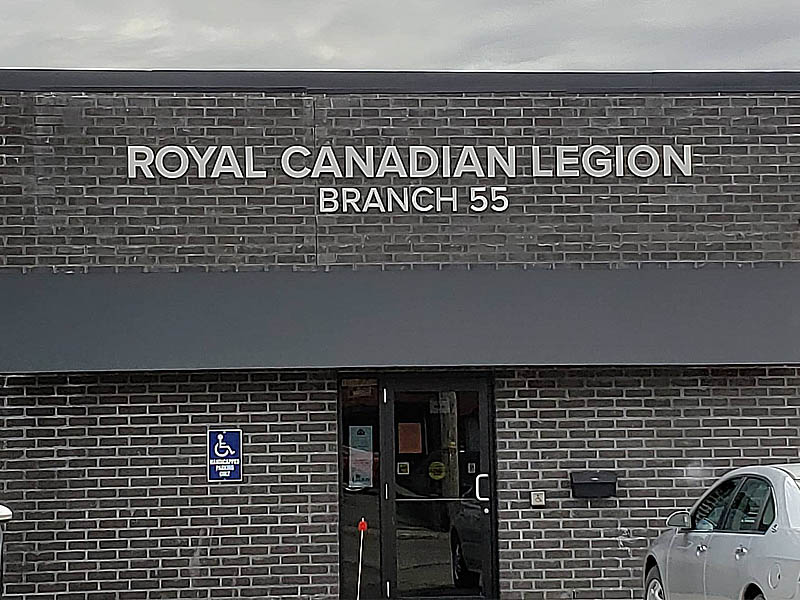 ROYAL CANADIAN LEGION
BRANCH 55
HANDICAPPED
PARKING
ONLY